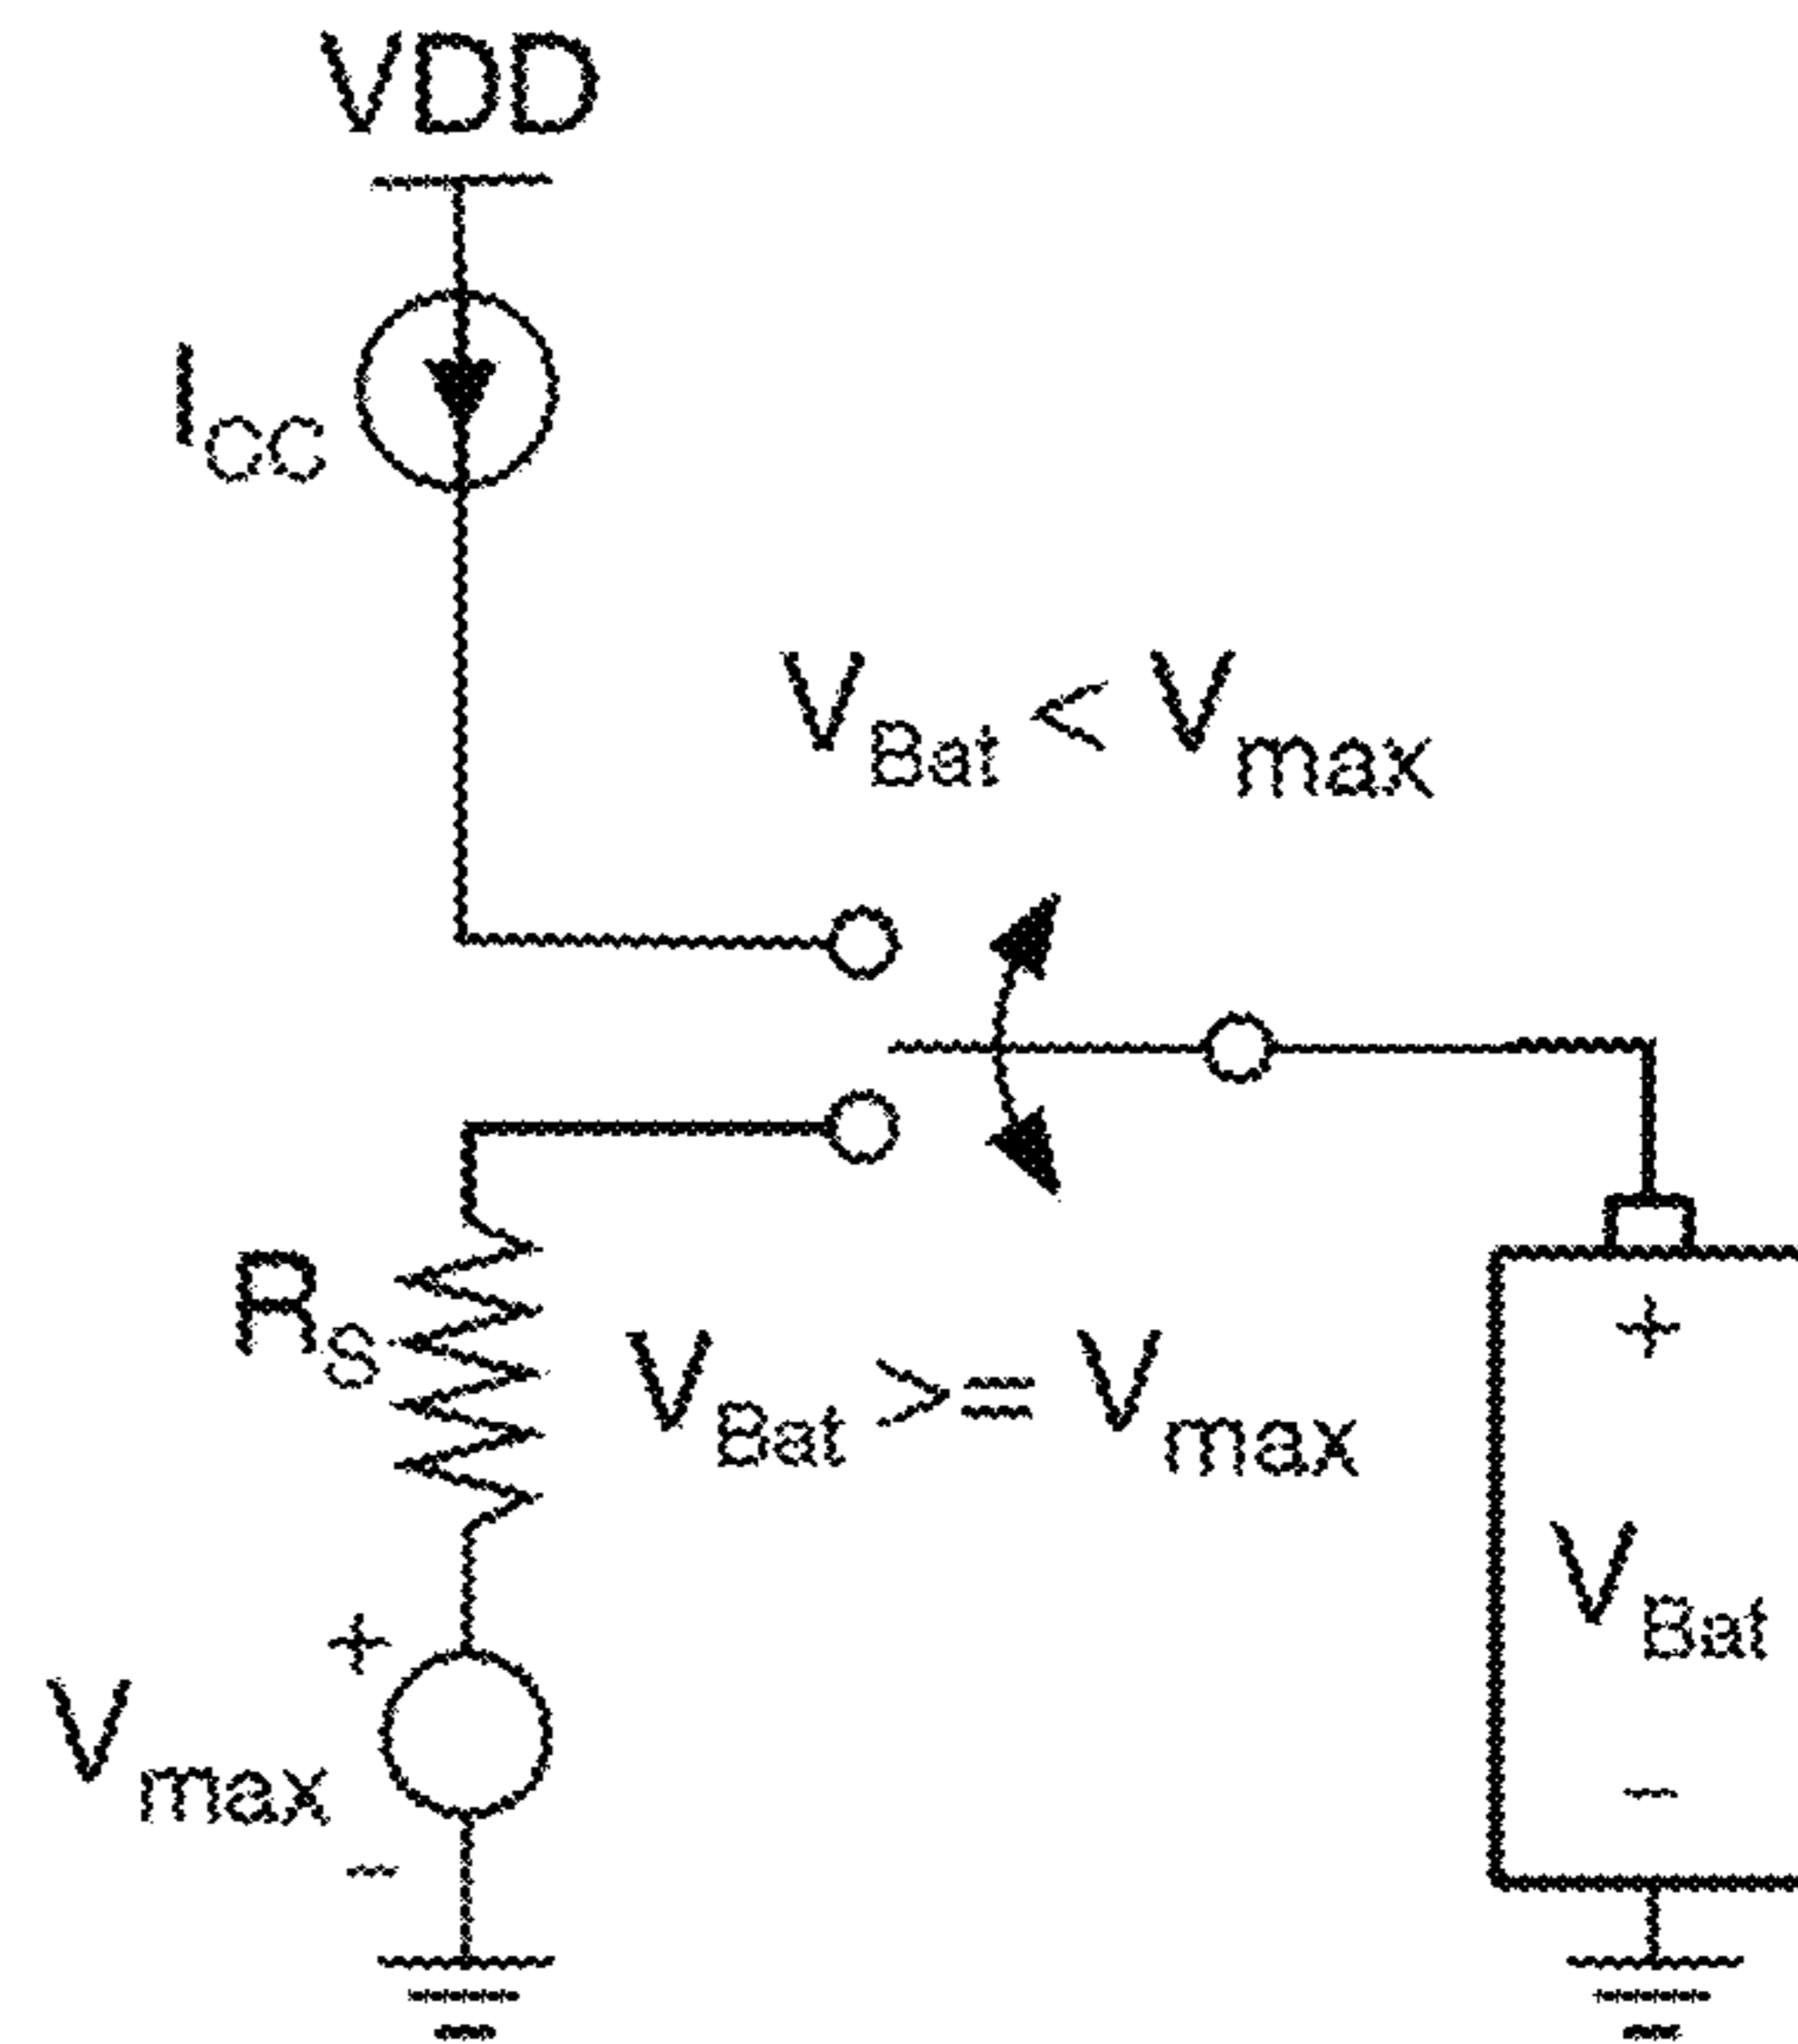 VDD
I_CC
V_Bat < V_max
R_S
V_Bat >= V_max
+
V_Bat
-
+
V_max
-